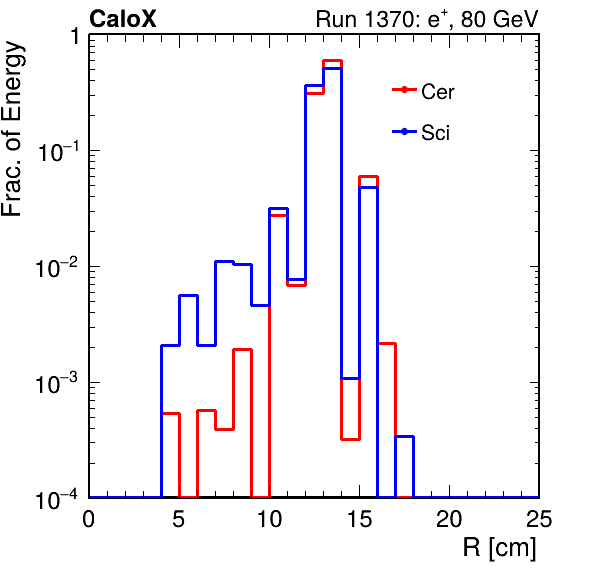 CaloX Run 1370: e⁺, 80 GeV
Frac. of Energy
1
10⁻¹
10⁻²
10⁻³
10⁻⁴
Cer
Sci
0 5 10 15 20 25
R [cm]